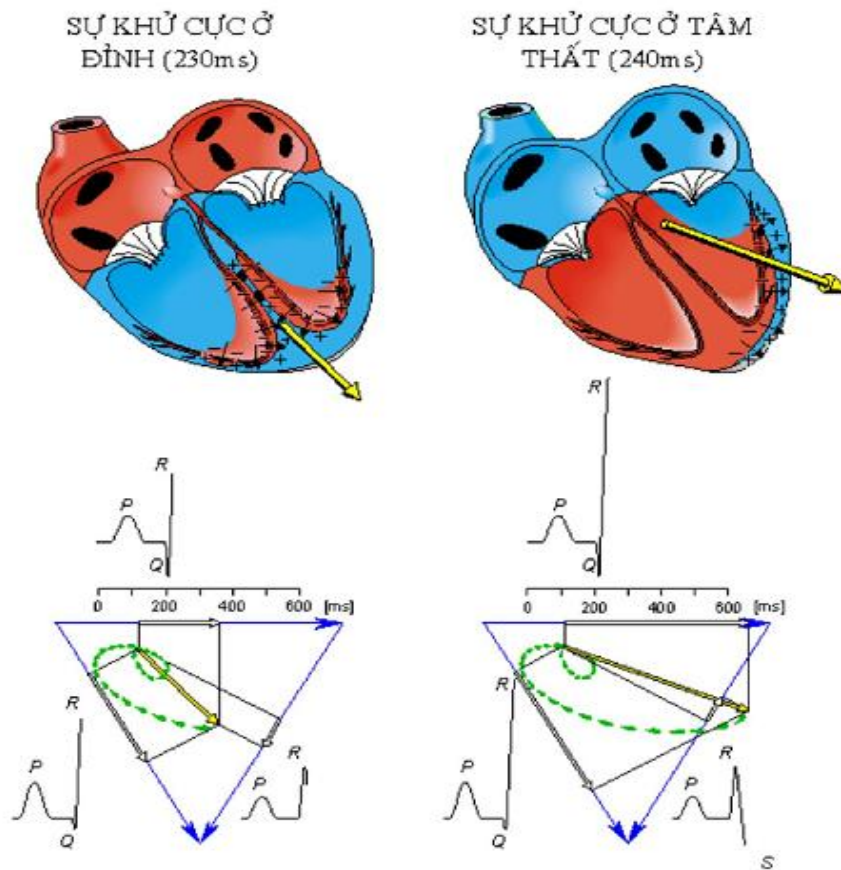 SỰ KHỬ CỰC Ở
ĐỈNH (230ms)
SỰ KHỬ CỰC Ở TÂM
THẤT (240ms)
R
P
Q
0 200 400 600 [ms]
R
P
Q
R
P
R
P
Q
0 200 400 600 [ms]
R
P
Q
R
P
S